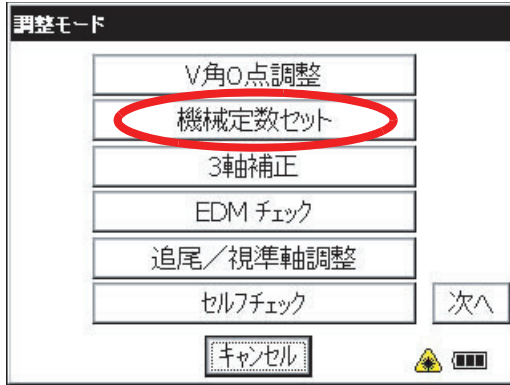 調整モード
V角0点調整
機械定数セット
3軸補正
EDM チェック
追尾／視準軸調整
セルフチェック
次へ
キャンセル